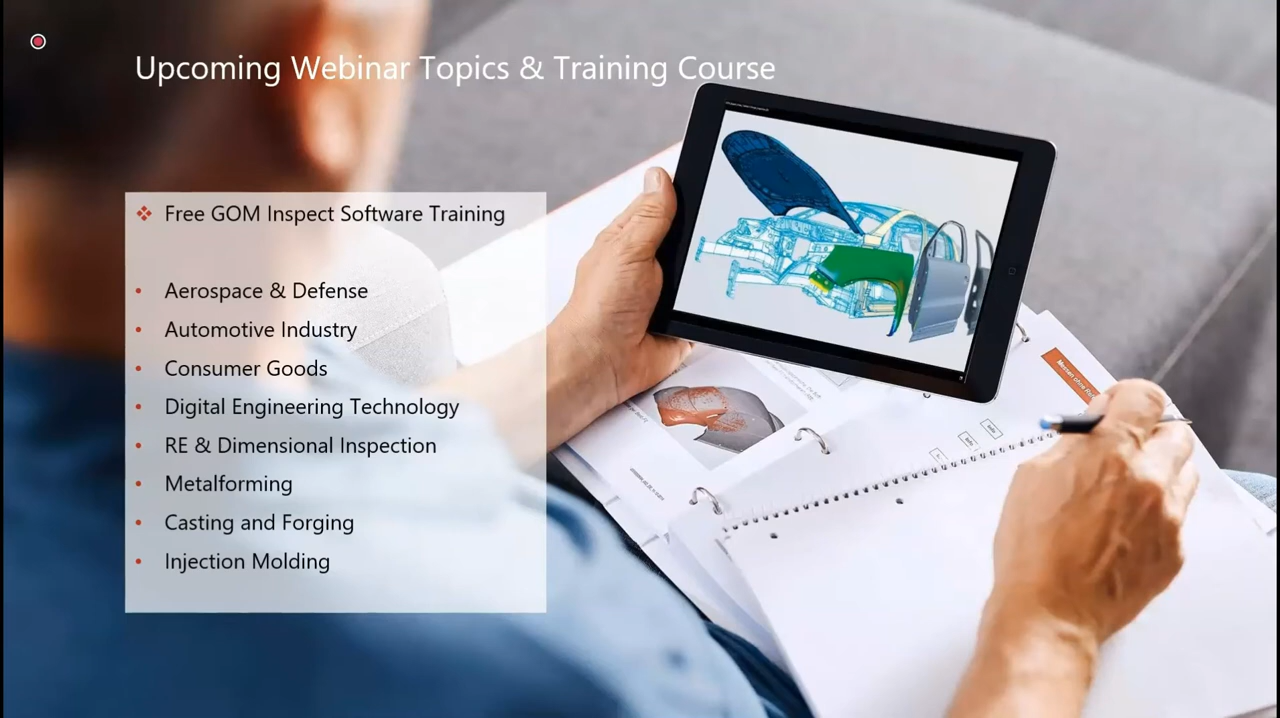 Upcoming Webinar Topics & Training Course
❖ Free GOM Inspect Software Training
• Aerospace & Defense
• Automotive Industry
• Consumer Goods
• Digital Engineering Technology
• RE & Dimensional Inspection
• Metalforming
• Casting and Forging
• Injection Molding